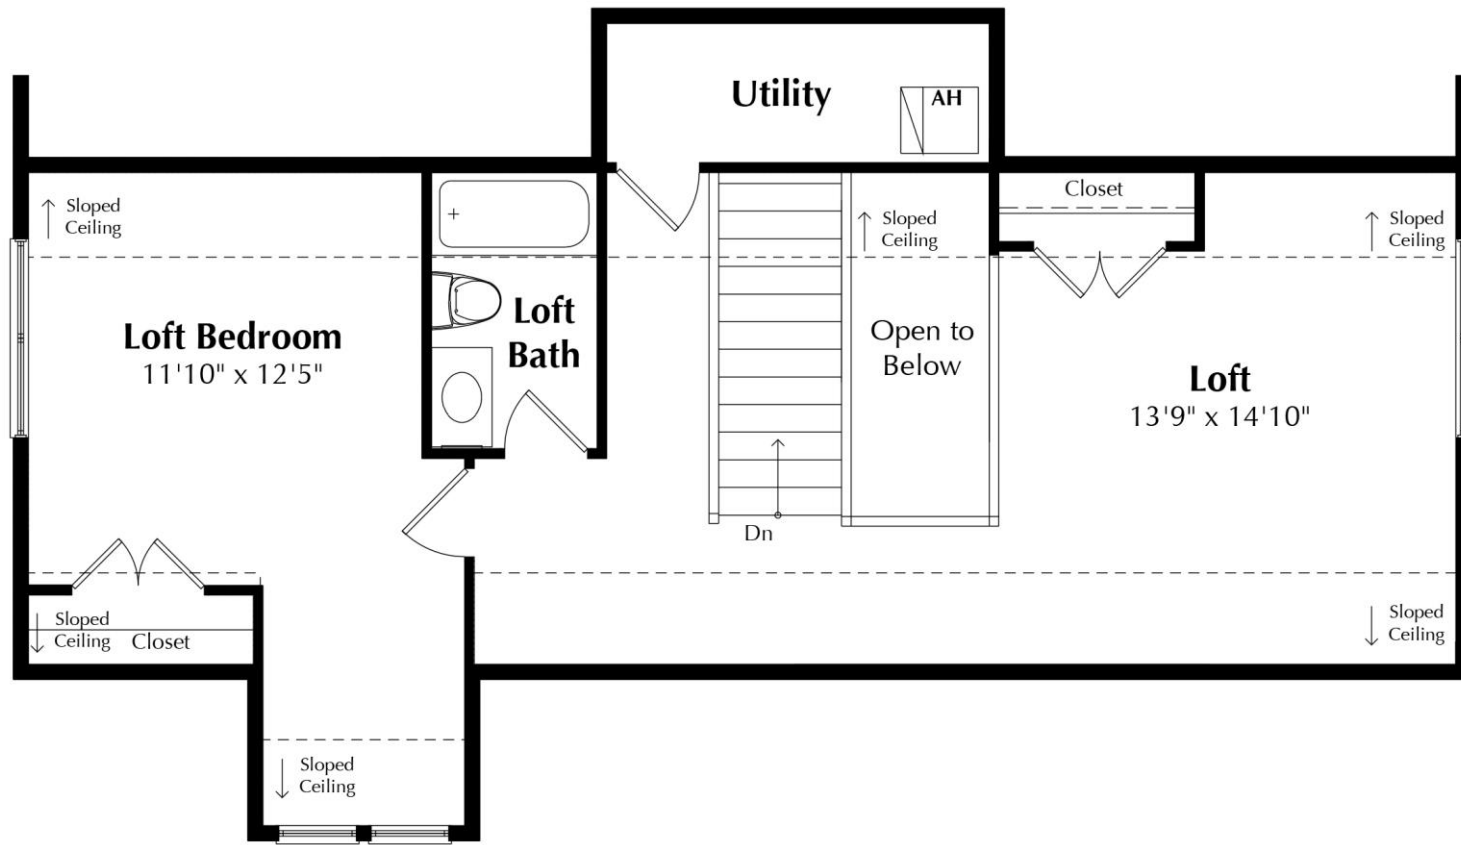 Utility
AH
Sloped
Ceiling
Closet
Sloped
Ceiling
Sloped
Ceiling
Loft
Bath
Loft Bedroom
11'10" x 12'5"
Open to
Below
Loft
13'9" x 14'10"
Dn
Sloped
Ceiling
Closet
Sloped
Ceiling
Sloped
Ceiling